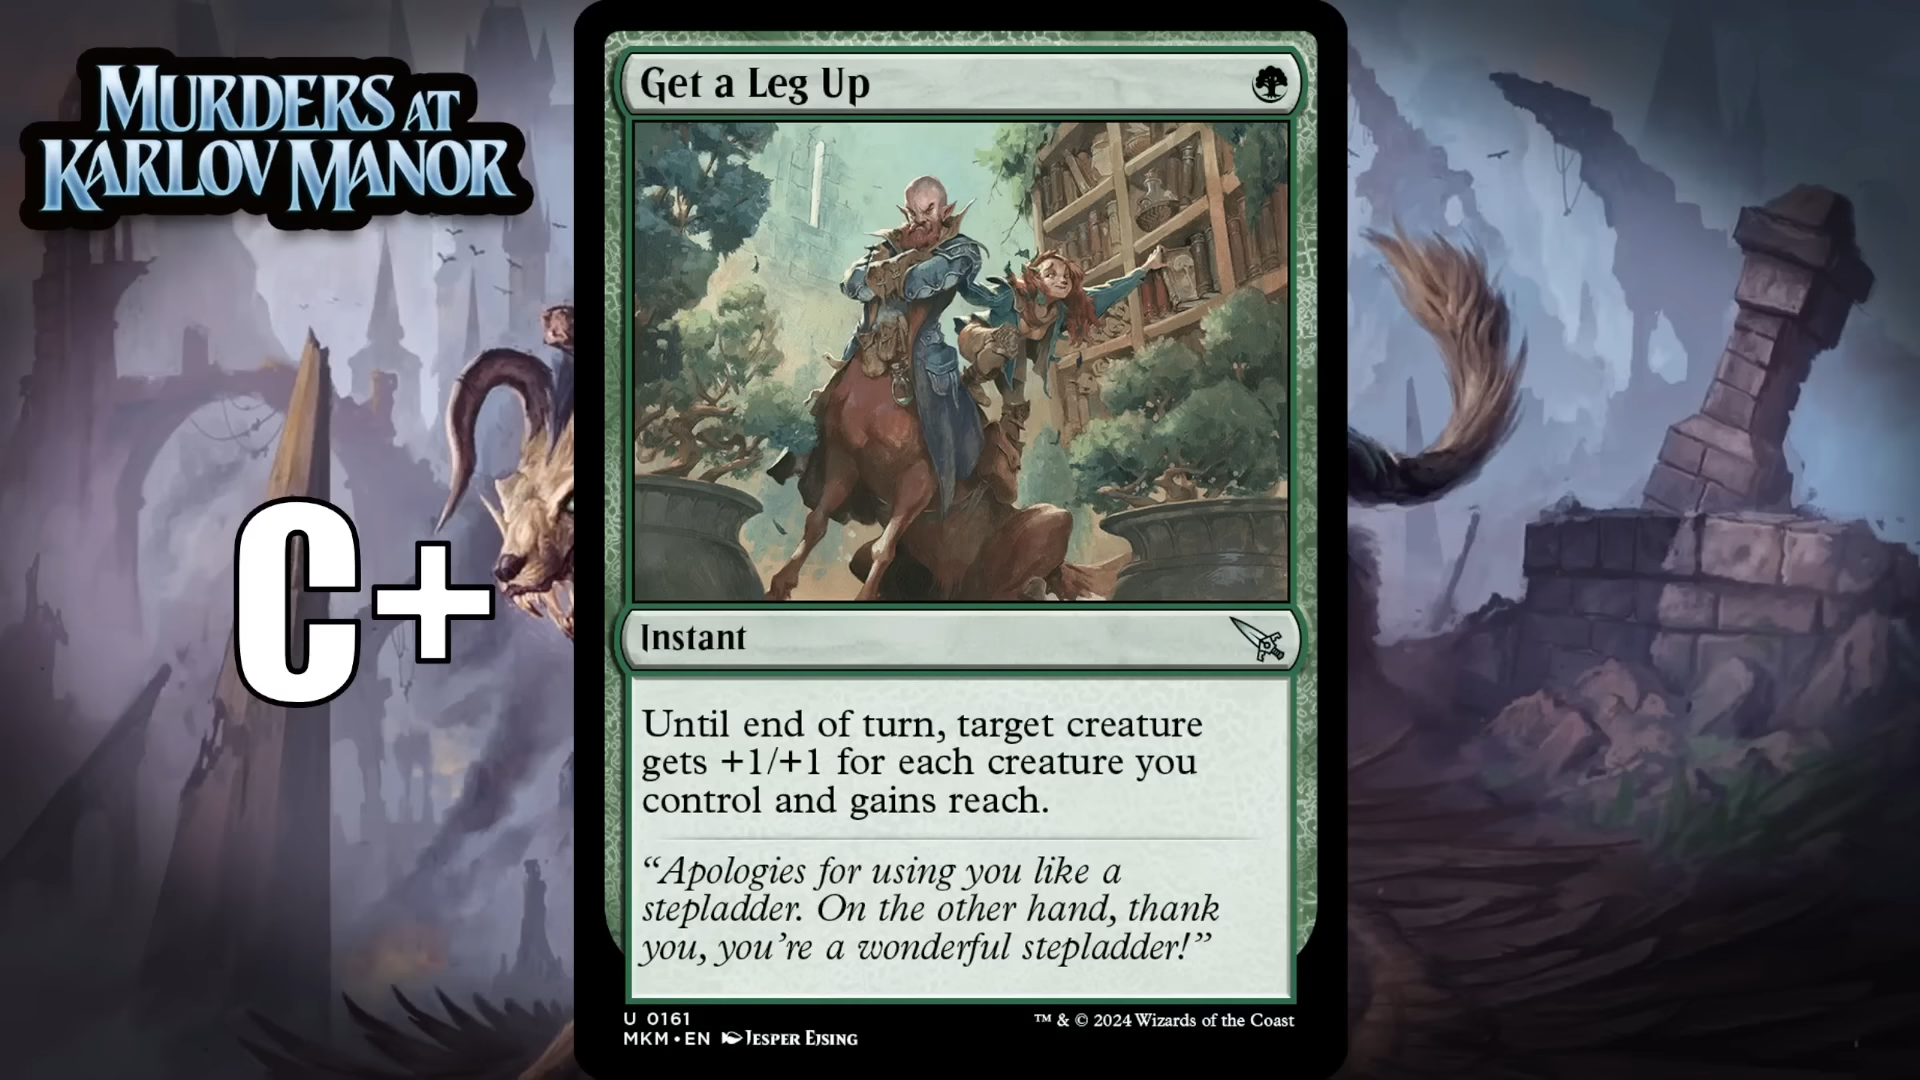 MURDERS AT
KARLOV MANOR
C+
Get a Leg Up
Instant
Until end of turn, target creature
gets +1/+1 for each creature you
control and gains reach.
“Apologies for using you like a
stepladder. On the other hand, thank
you, you’re a wonderful stepladder!”
U 0161
MKM • EN JESPER EJSING
™ & © 2024 Wizards of the Coast